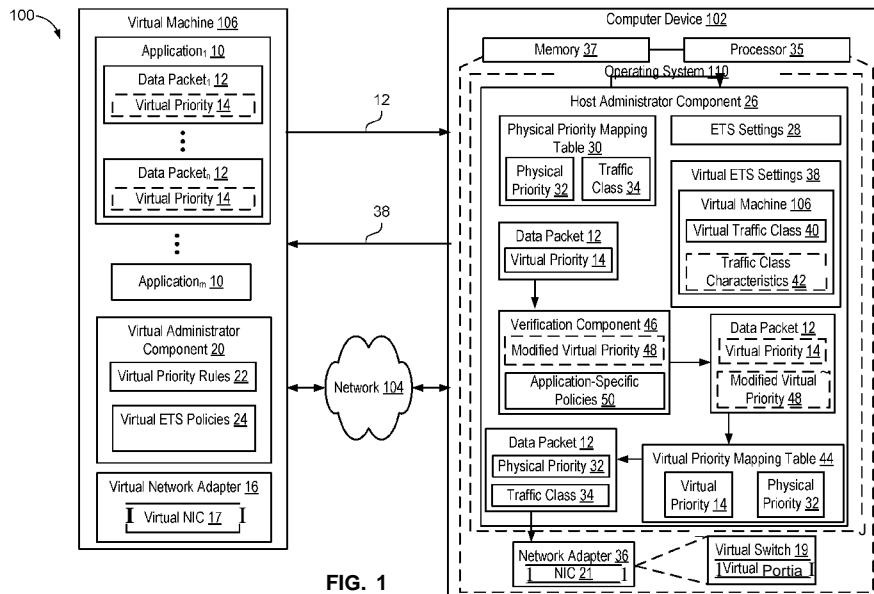 100
Virtual Machine 106
Application1 10
Data Packet1 12
Virtual Priority 14
Data Packetn 12
Virtual Priority 14
Applicationm 10
Virtual Administrator
Component 20
Virtual Priority Rules 22
Virtual ETS Policies 24
Virtual Network Adapter 16
Virtual NIC 17
12
38
Network 104
Computer Device 102
Memory 37
Processor 35
Operating System 110
Host Administrator Component 26
Physical Priority Mapping
Table 30
Physical
Priority 32
Traffic
Class 34
ETS Settings 28
Virtual ETS Settings 38
Virtual Machine
106
Virtual Traffic Class 40
Traffic Class
Characteristics
42
Data Packet 12
Virtual Priority 14
Verification Component 46
Modified Virtual Priority 48
Application-Specific
Policies 50
Data Packet 12
Virtual Priority 14
Modified Virtual
Priority 48
Data Packet 12
Physical Priority 32
Traffic Class 34
Virtual Priority Mapping Table 44
Virtual
Priority 14
Physical
Priority 32
Network Adapter 36
NIC 21
Virtual Switch 19
Virtual Portia
FIG. 1